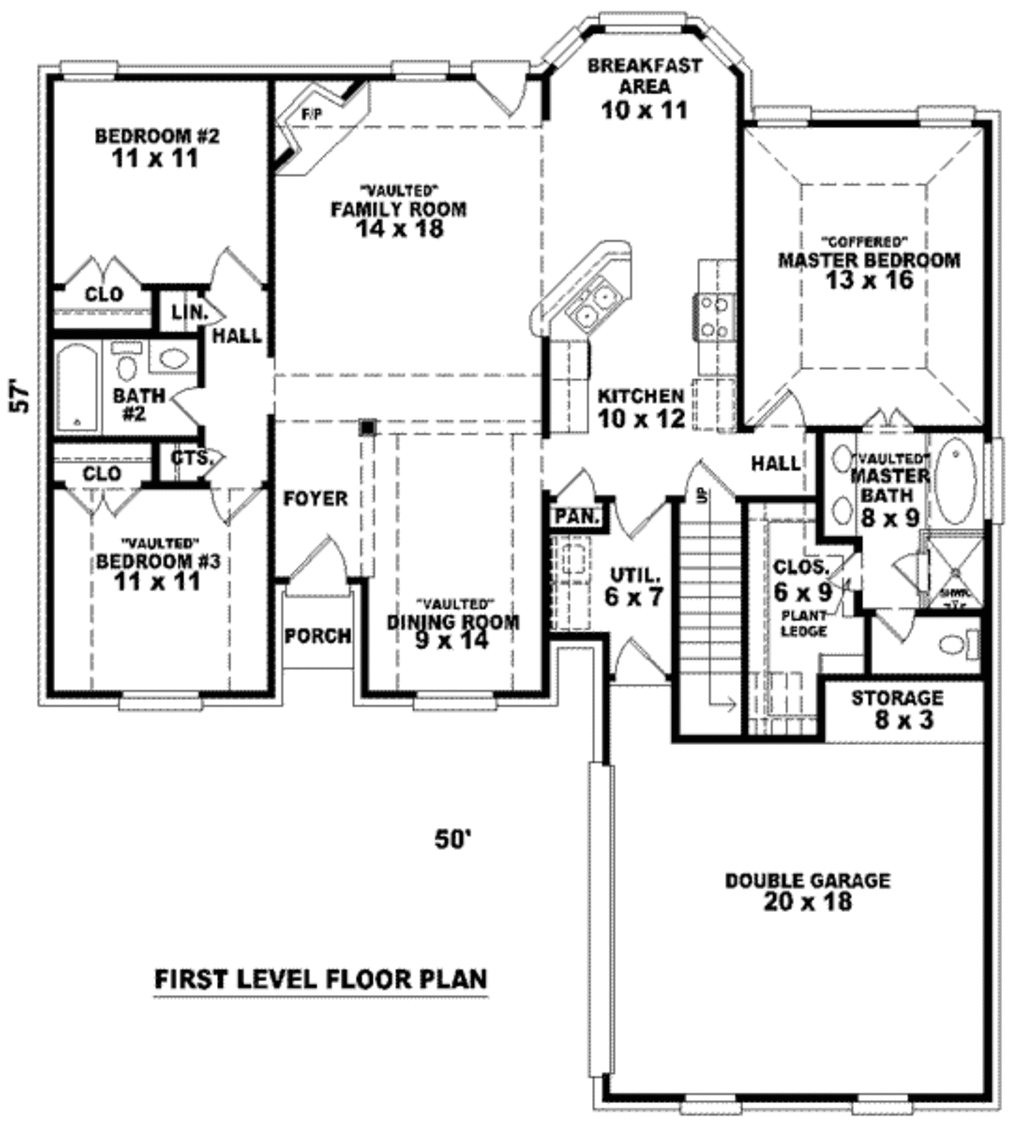 BREAKFAST
AREA
10 x 11
F/P
BEDROOM #2
11 x 11
"VAULTED"
FAMILY ROOM
14 x 18
"COFFERED"
MASTER BEDROOM
13 x 16
CLO
LIN.
HALL
57'
BATH
#2
KITCHEN
10 x 12
CTS.
CLO
HALL
"VAULTED"
MASTER
BATH
8 x 9
FOYER
UP
PAN.
"VAULTED"
BEDROOM #3
11 x 11
UTIL.
6 x 7
CLOS.
6 x 9
PLANT
LEDGE
SHWR.
PORCH
"VAULTED"
DINING ROOM
9 x 14
STORAGE
8 x 3
50'
DOUBLE GARAGE
20 x 18
FIRST LEVEL FLOOR PLAN